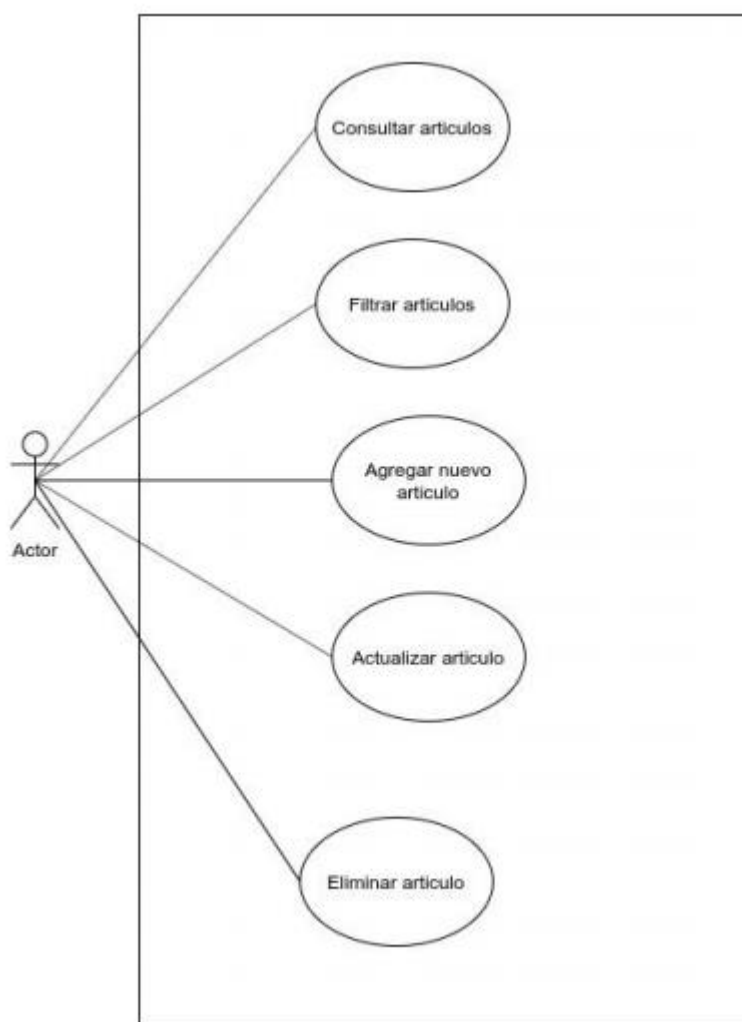 Consultar articulos
Filtrar articulos
Agregar nuevo
articulo
Actor
Actualizar articulo
Eliminar articulo